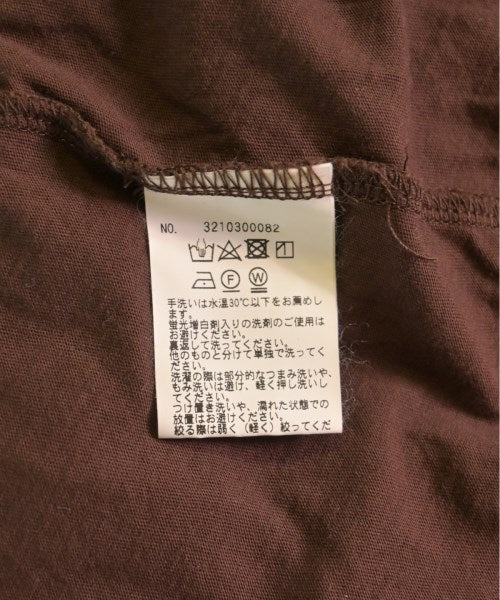 NO. 3210300082
F W
手洗いは水温30℃以下をお薦めし
ます。
蛍光増白剤入りの洗剤のご使用は
お避けください。
裏返して洗ってください。
他のものと分けて単独で洗ってく
ださい。
洗濯の際は部分的なつまみ洗いや、
もみ洗いは避け、軽く押し洗いし
てください。
つけ置き洗いや、濡れた状態での
放置はお避けください。
絞る際は弱く（軽く）絞ってくだ